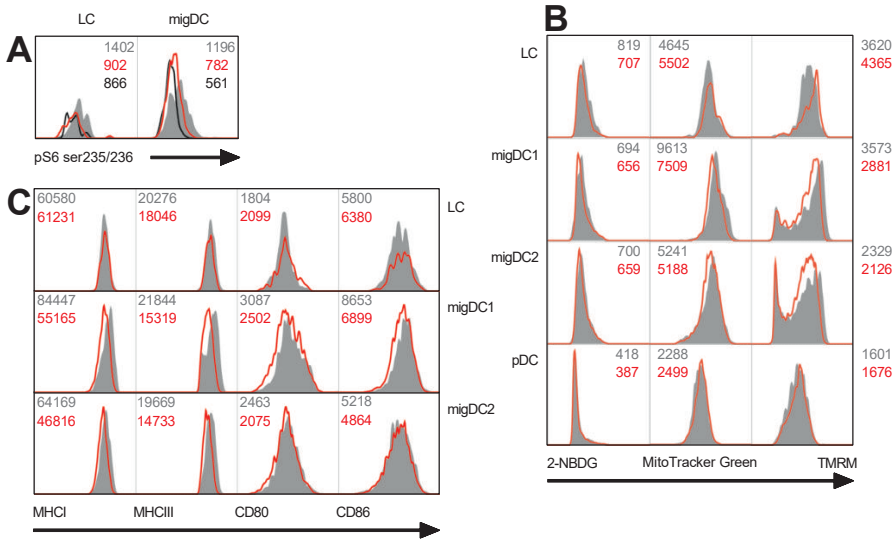 A
LC migDC
1402 1196
902 782
866 561
pS6 ser235/236
B
LC
819 4645 3620
707 5502 4365
migDC1
694 9613 3573
656 7509 2881
migDC2
700 5241 2329
659 5188 2126
pDC
418 2288 1601
387 2499 1676
2-NBDG MitoTracker Green TMRM
C
LC
60580 20276 1804 5800
61231 18046 2099 6380
migDC1
84447 21844 3087 8653
55165 15319 2502 6899
migDC2
64169 19669 2463 5218
46816 14733 2075 4864
MHCI MHCIII CD80 CD86